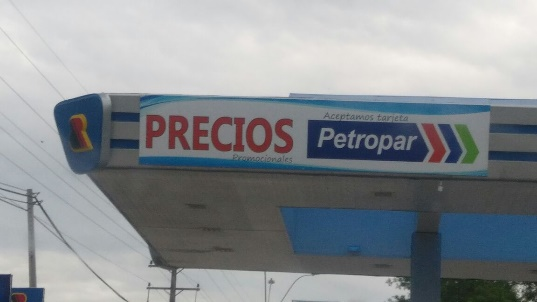 R
PRECIOS
Promocionales
Aceptamos tarjeta
Petropar